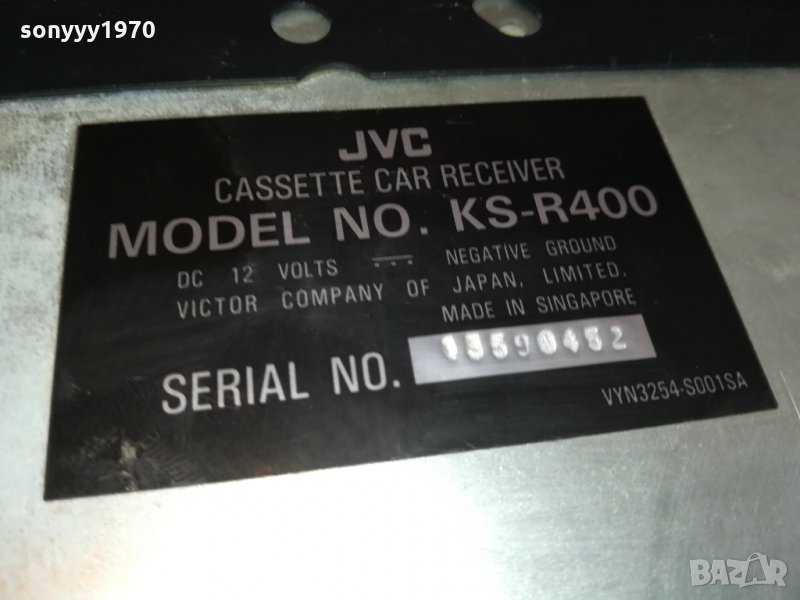 sonyyy1970
JVC
CASSETTE CAR RECEIVER
MODEL NO. KS-R400
DC 12 VOLTS ⎓ NEGATIVE GROUND
VICTOR COMPANY OF JAPAN, LIMITED.
MADE IN SINGAPORE
SERIAL NO.
VYN3254-S001SA
BAZAR